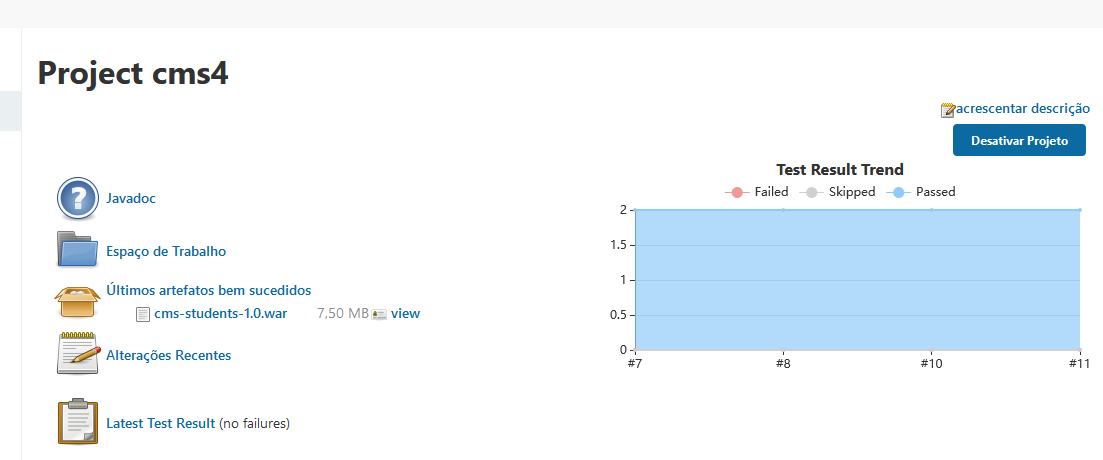 Project cms4
acrescentar descrição
Desativar Projeto
Javadoc
Espaço de Trabalho
Últimos artefatos bem sucedidos
cms-students-1.0.war 7,50 MB view
Alterações Recentes
Latest Test Result (no failures)
Test Result Trend
Failed Skipped Passed
2
1.5
1
0.5
0
#7 #8 #10 #11